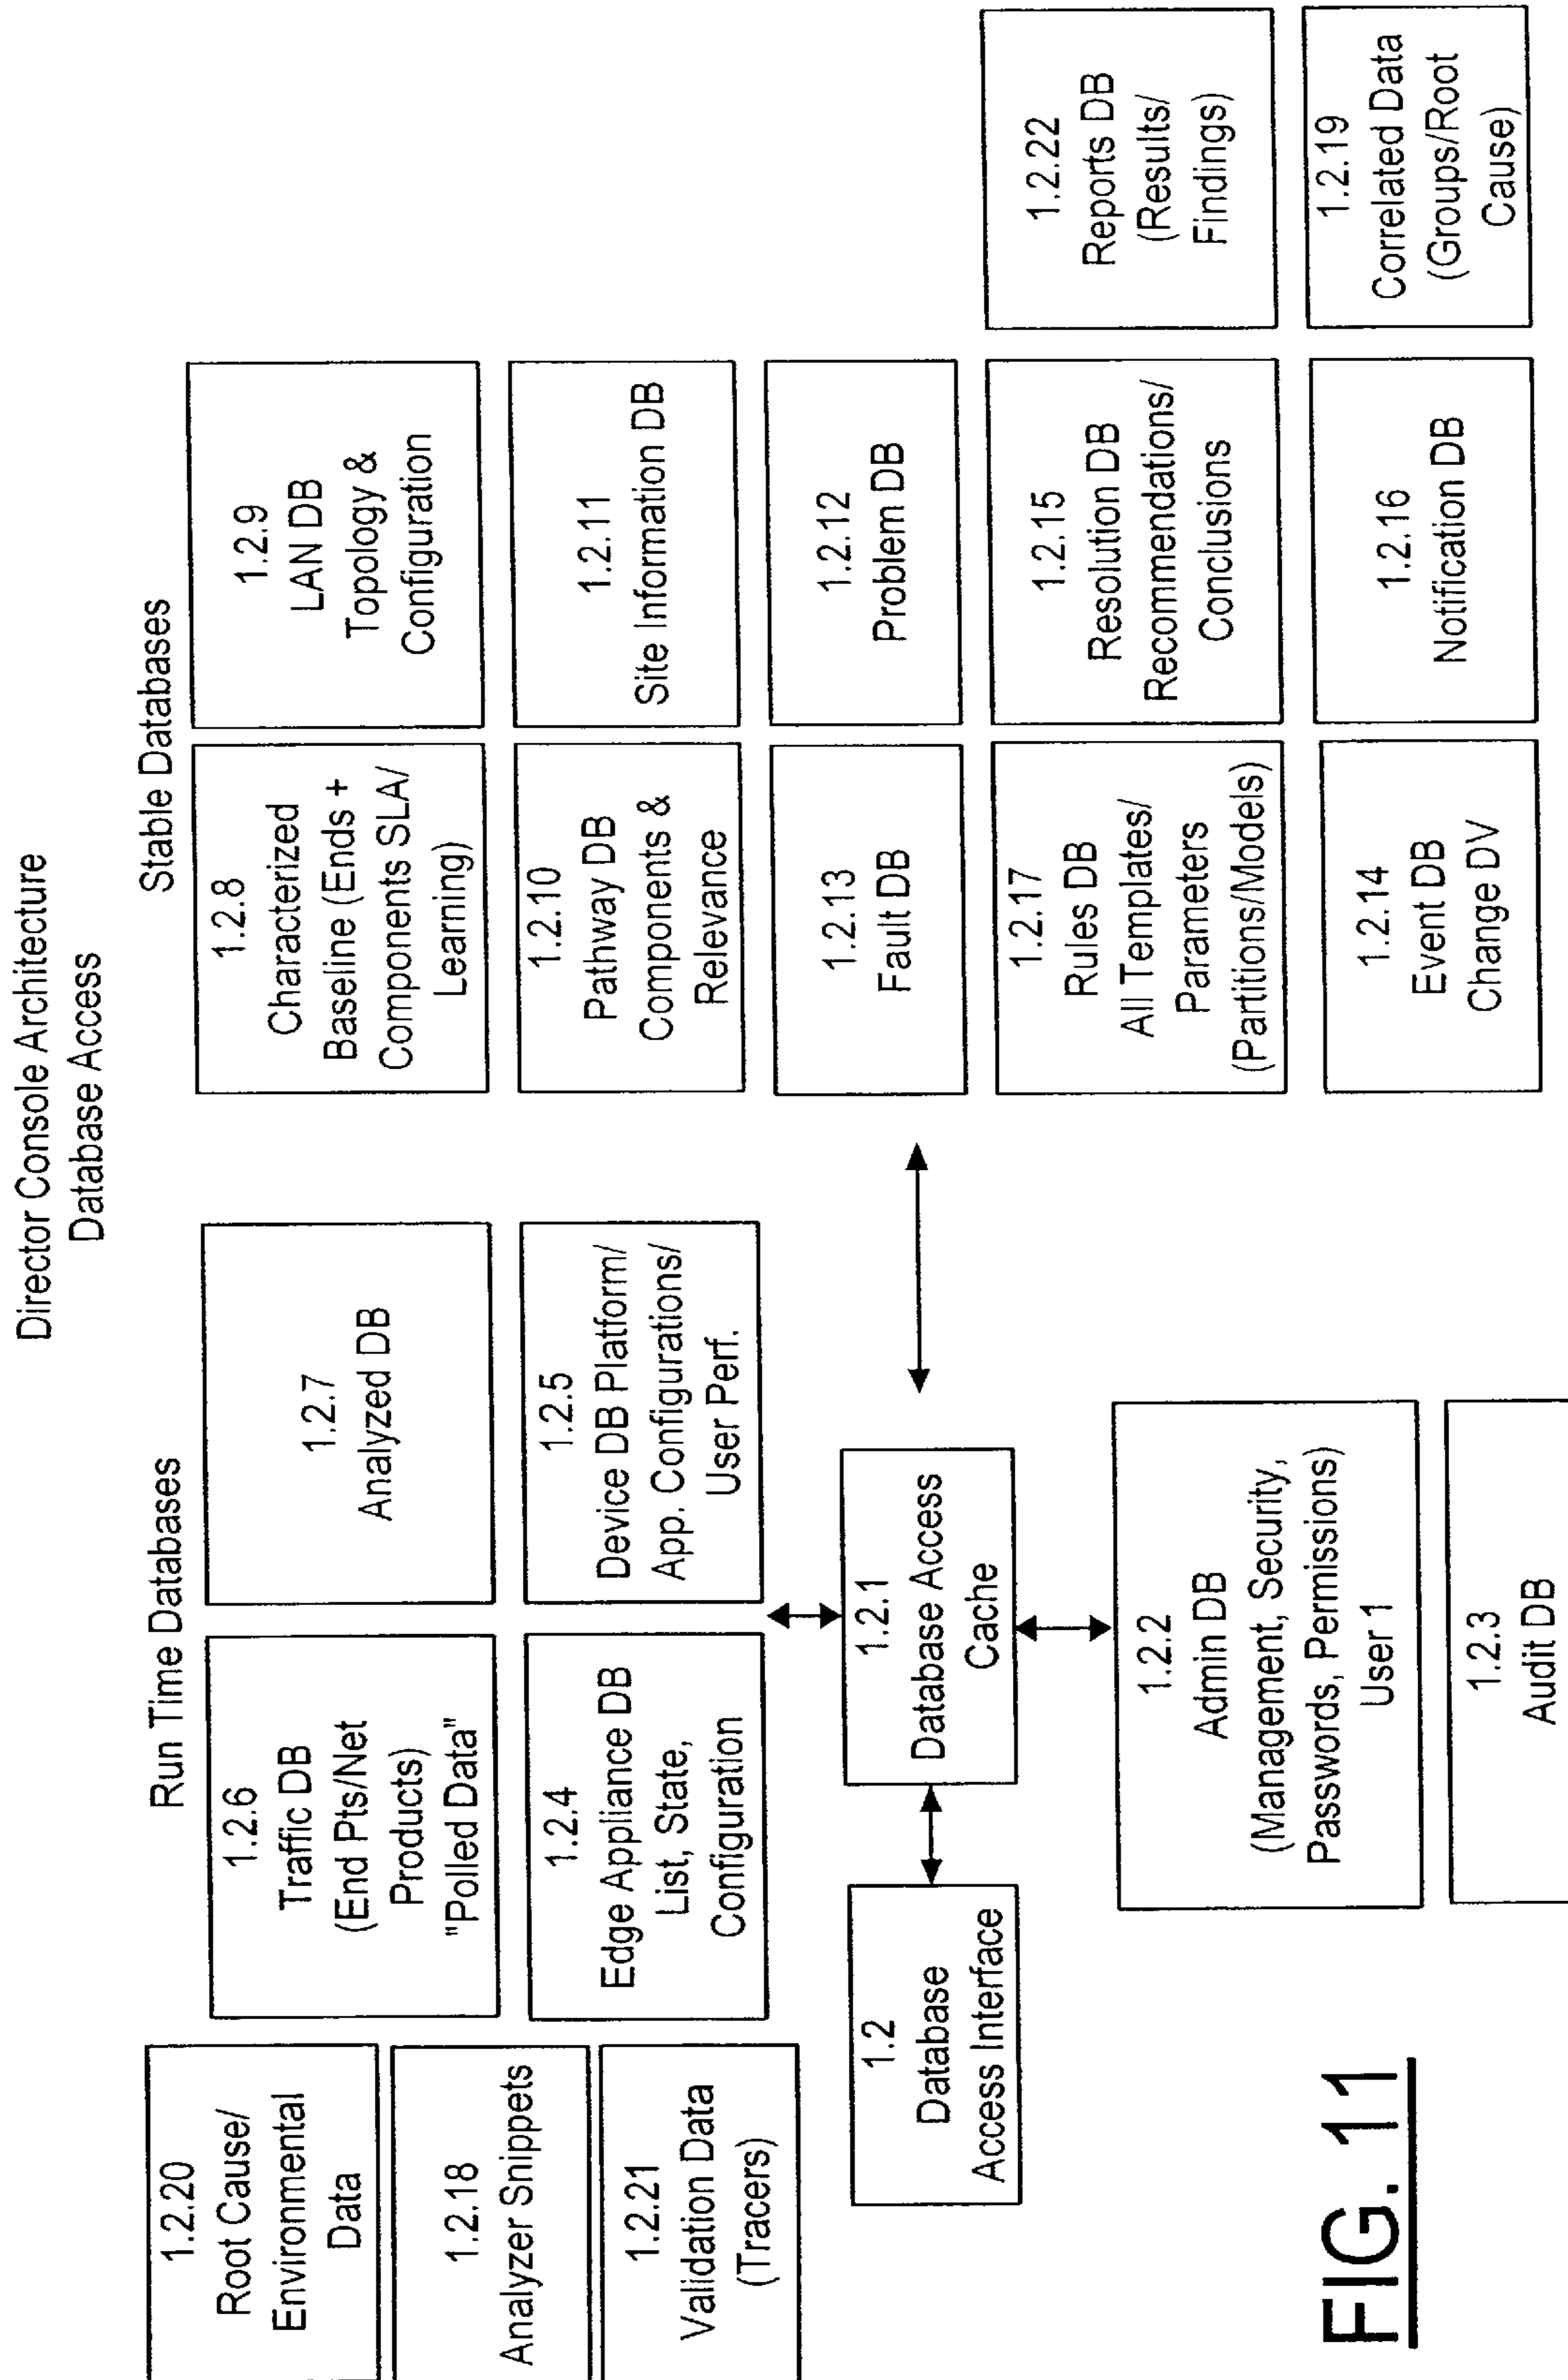 Director Console Architecture
Database Access
Run Time Databases
Stable Databases
1.2.20
Root Cause/
Environmental
Data
1.2.18
Analyzer Snippets
1.2.21
Validation Data
(Tracers)
1.2.6
Traffic DB
(End Pts/Net
Products)
"Polled Data"
1.2.7
Analyzed DB
1.2.4
Edge Appliance DB
List, State,
Configuration
1.2.5
Device DB Platform/
App. Configurations/
User Perf.
1.2
Database
Access Interface
1.2.1
Database Access
Cache
1.2.2
Admin DB
(Management, Security,
Passwords, Permissions)
User 1
1.2.3
Audit DB
1.2.8
Characterized
Baseline (Ends +
Components SLA/
Learning)
1.2.9
LAN DB
Topology &
Configuration
1.2.10
Pathway DB
Components &
Relevance
1.2.11
Site Information DB
1.2.13
Fault DB
1.2.12
Problem DB
1.2.17
Rules DB
All Templates/
Parameters
(Partitions/Models)
1.2.15
Resolution DB
Recommendations/
Conclusions
1.2.22
Reports DB
(Results/
Findings)
1.2.14
Event DB
Change DV
1.2.16
Notification DB
1.2.19
Correlated Data
(Groups/Root
Cause)
FIG. 11